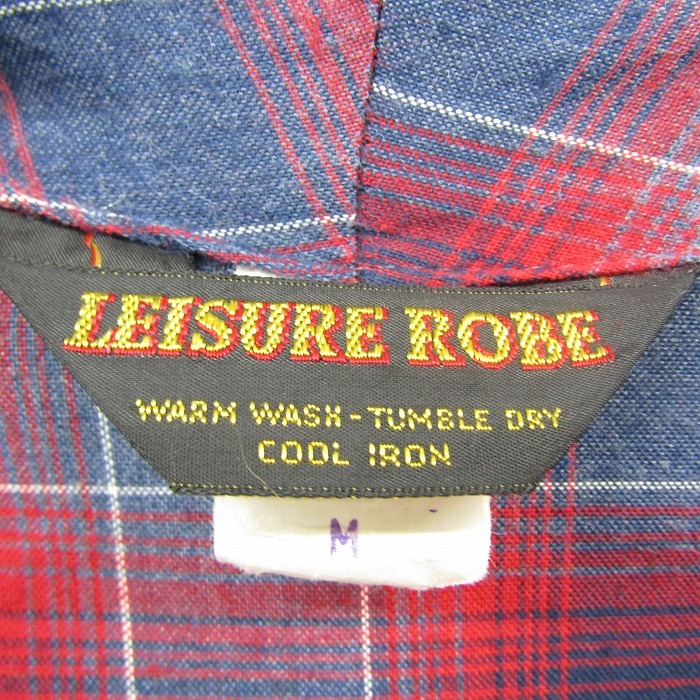 LEISURE ROBE
WARM WASH-TUMBLE DRY
COOL IRON
M